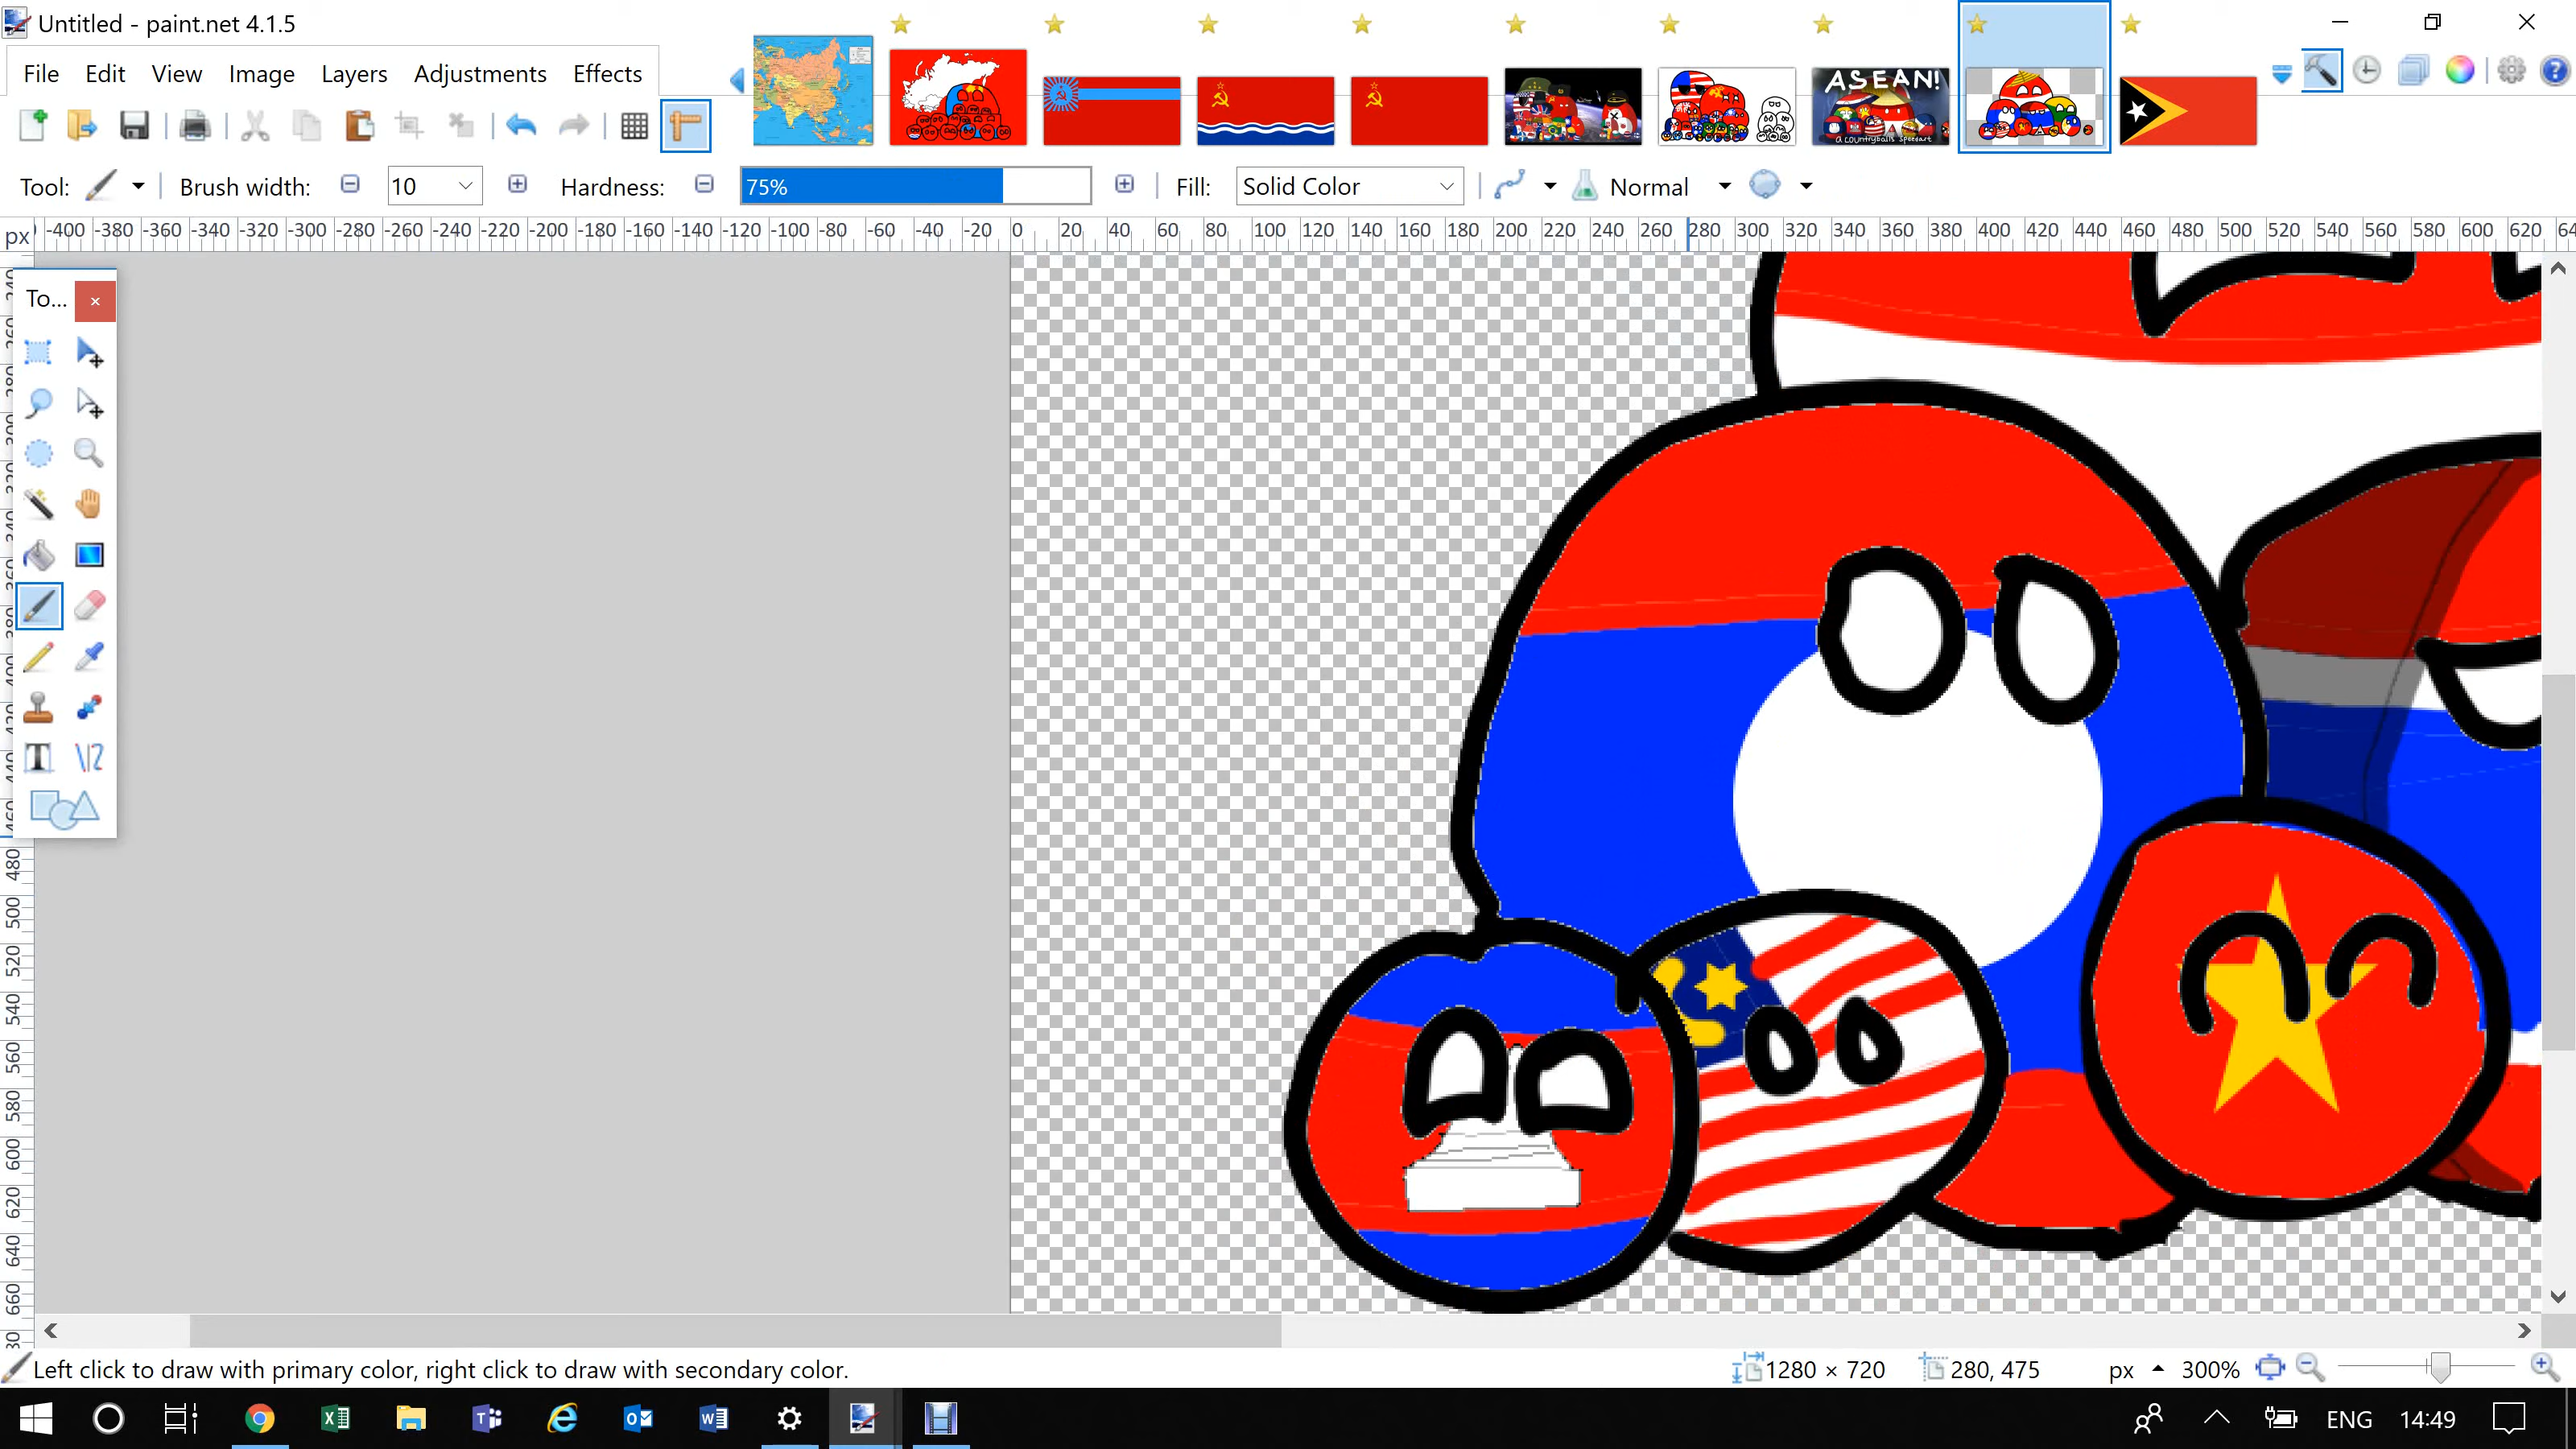 Untitled - paint.net 4.1.5
File Edit View Image Layers Adjustments Effects
ASEAN!
a countryballs speedart
Tool: Brush width: 10 Hardness: 75% Fill: Solid Color Normal
px -400 -380 -360 -340 -320 -300 -280 -260 -240 -220 -200 -180 -160 -140 -120 -100 -80 -60 -40 -20 0 20 40 60 80 100 120 140 160 180 200 220 240 260 280 300 320 340 360 380 400 420 440 460 480 500 520 540 560 580 600 620
To...
480
500
520
540
560
580
600
620
640
660
Left click to draw with primary color, right click to draw with secondary color. 1280 × 720 280, 475 px 300%
ENG 14:49